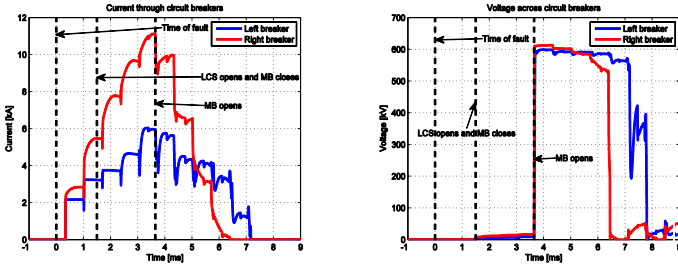 Current through circuit breakers
12
10
8
6
4
2
0
Current [kA]
Time of fault
LCS opens and MB closes
MB opens
Left breaker
Right breaker
-1 0 1 2 3 4 5 6 7 8 9
Time [ms]
Voltage across circuit breakers
700
600
500
400
300
200
100
0
Voltage [kV]
Time of fault
LCS opens and MB closes
MB opens
Left breaker
Right breaker
-1 0 1 2 3 4 5 6 7 8 9
Time [ms]